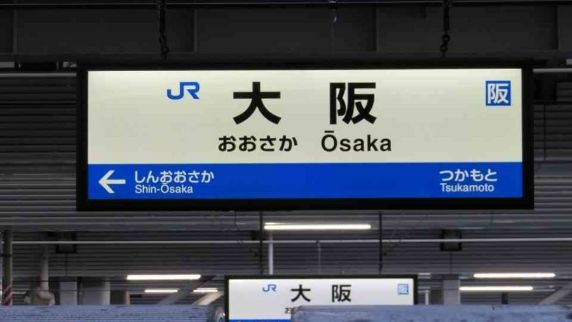 JR 大阪 阪
おおさか Ōsaka
← しんおおさか つかもと
Shin-Ōsaka Tsukamoto
JR 大阪 阪